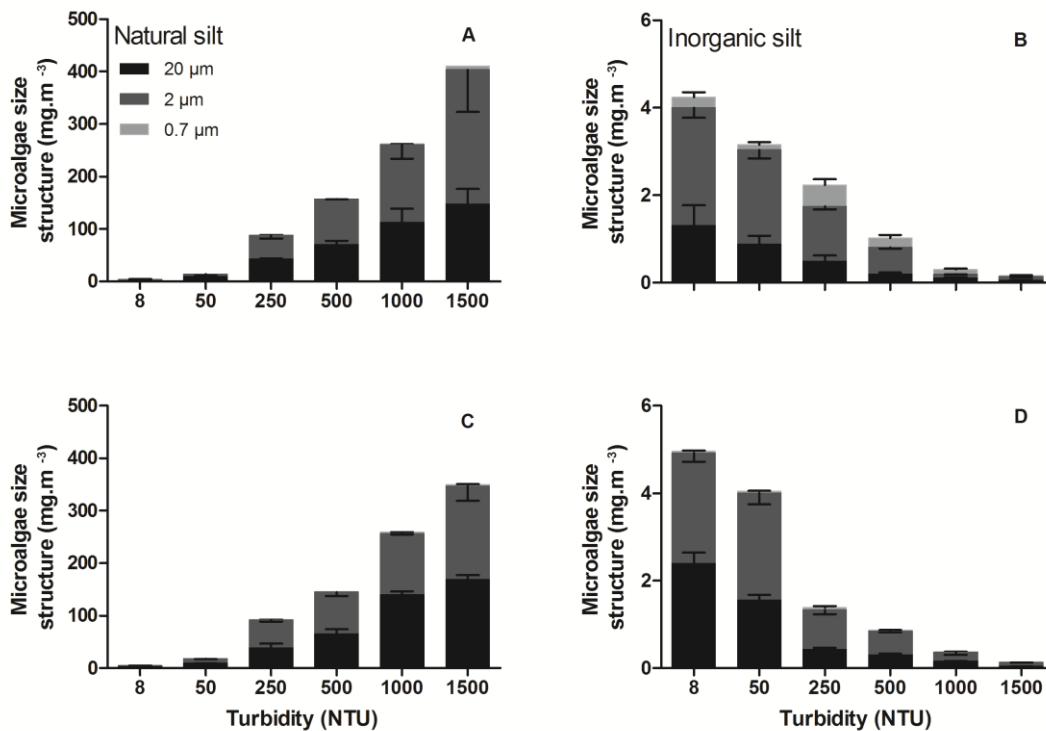 Natural silt
A
20 µm
2 µm
0.7 µm
Microalgae size
structure (mg.m -3)
500
400
300
200
100
0
8 50 250 500 1000 1500
Inorganic silt
B
Microalgae size
structure (mg.m -3)
6
4
2
0
C
Microalgae size
structure (mg.m -3)
500
400
300
200
100
0
8 50 250 500 1000 1500
Turbidity (NTU)
D
Microalgae size
structure (mg.m -3)
6
4
2
0
8 50 250 500 1000 1500
Turbidity (NTU)